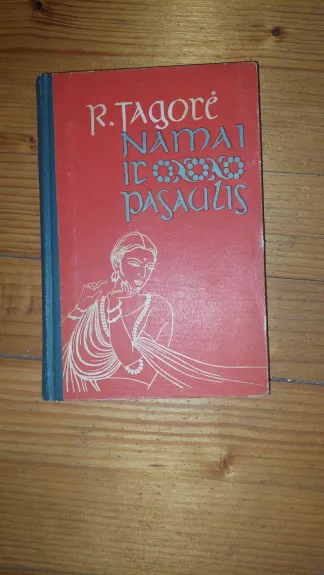 R. TAGORĖ
NAMAI
IR
PASAULIS